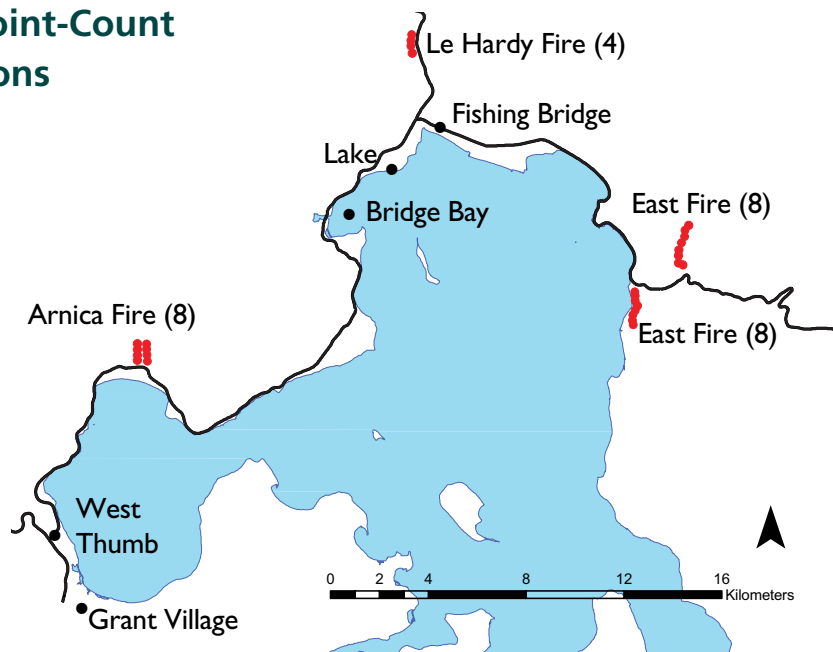 oint-Count
ons
Le Hardy Fire (4)
Fishing Bridge
Lake
Bridge Bay
East Fire (8)
Arnica Fire (8)
East Fire (8)
West
Thumb
Grant Village
0 2 4 8 12 16
Kilometers